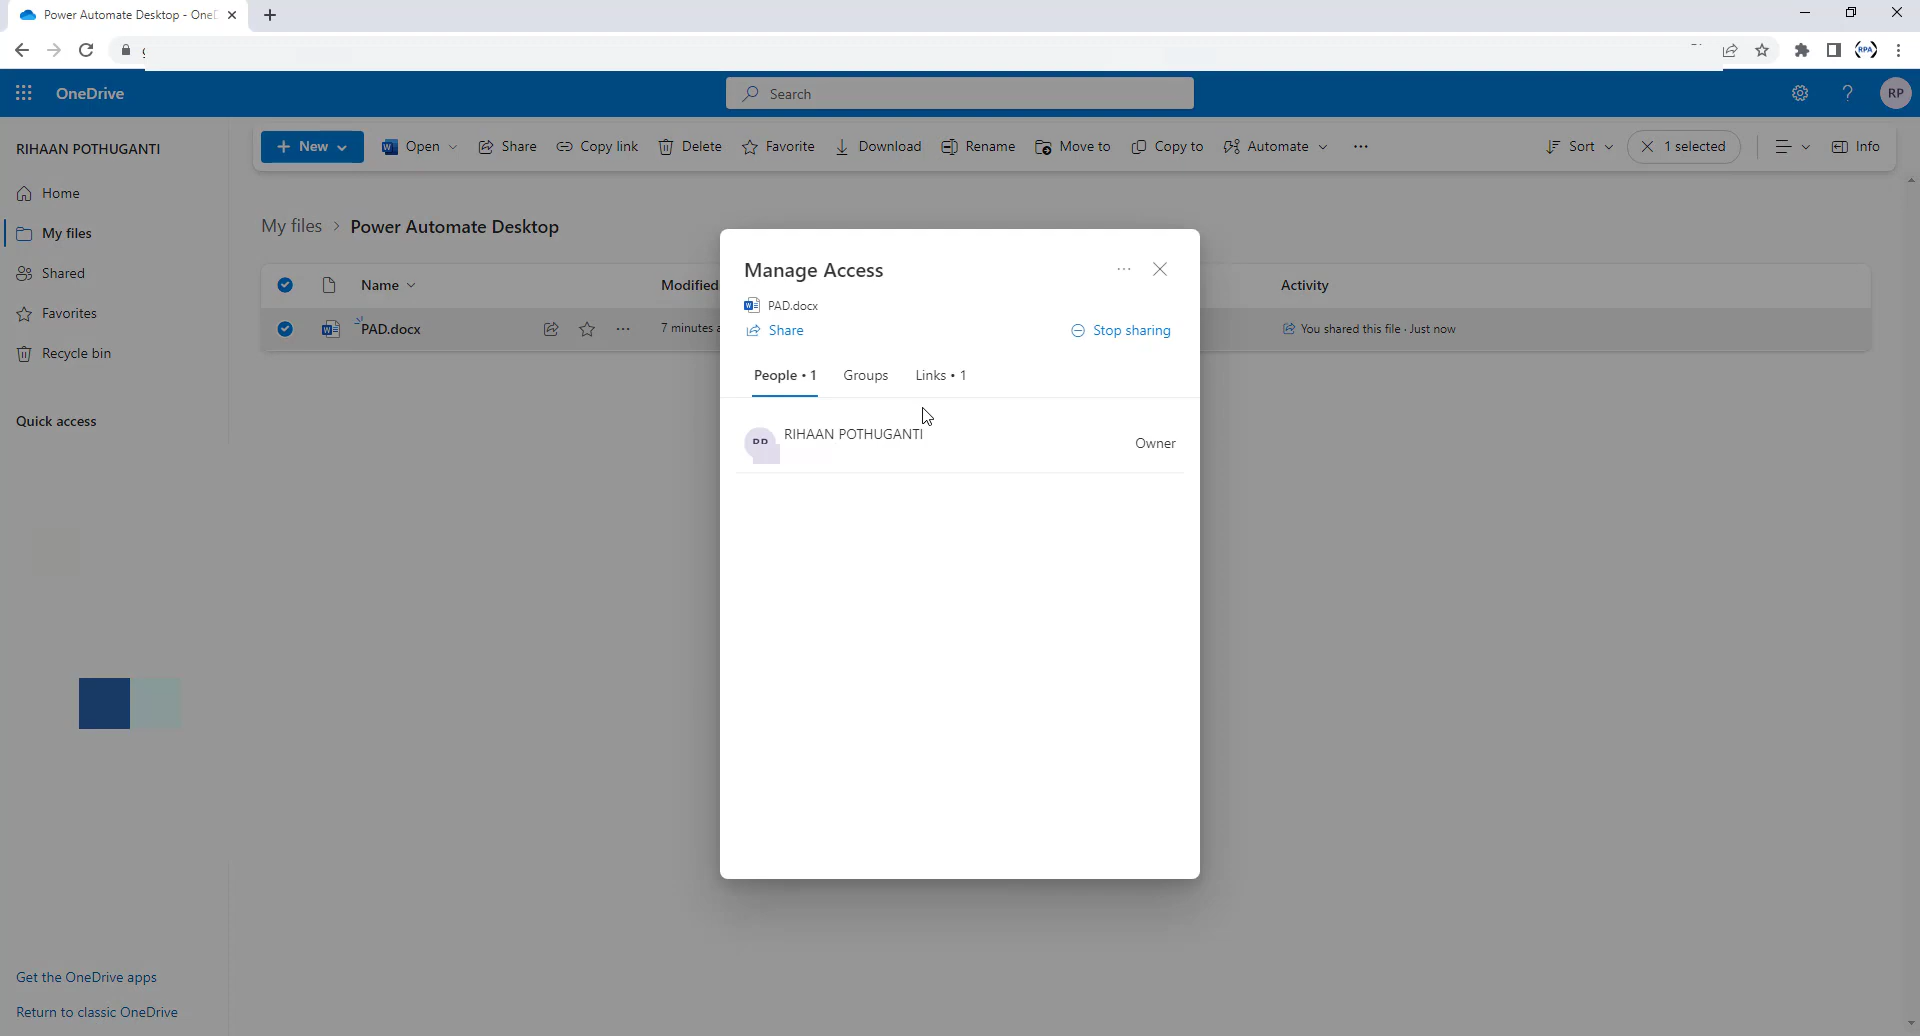 Power Automate Desktop - OneD
OneDrive
Search
RP
RIHAAN POTHUGANTI
Home
My files
Shared
Favorites
Recycle bin
Quick access
Get the OneDrive apps
Return to classic OneDrive
+ New
Open
Share
Copy link
Delete
Favorite
Download
Rename
Move to
Copy to
Automate
Sort
1 selected
Info
My files > Power Automate Desktop
Name
Modified
Activity
PAD.docx
7 minutes a
You shared this file · Just now
Manage Access
PAD.docx
Share
Stop sharing
People • 1
Groups
Links • 1
RIHAAN POTHUGANTI
Owner